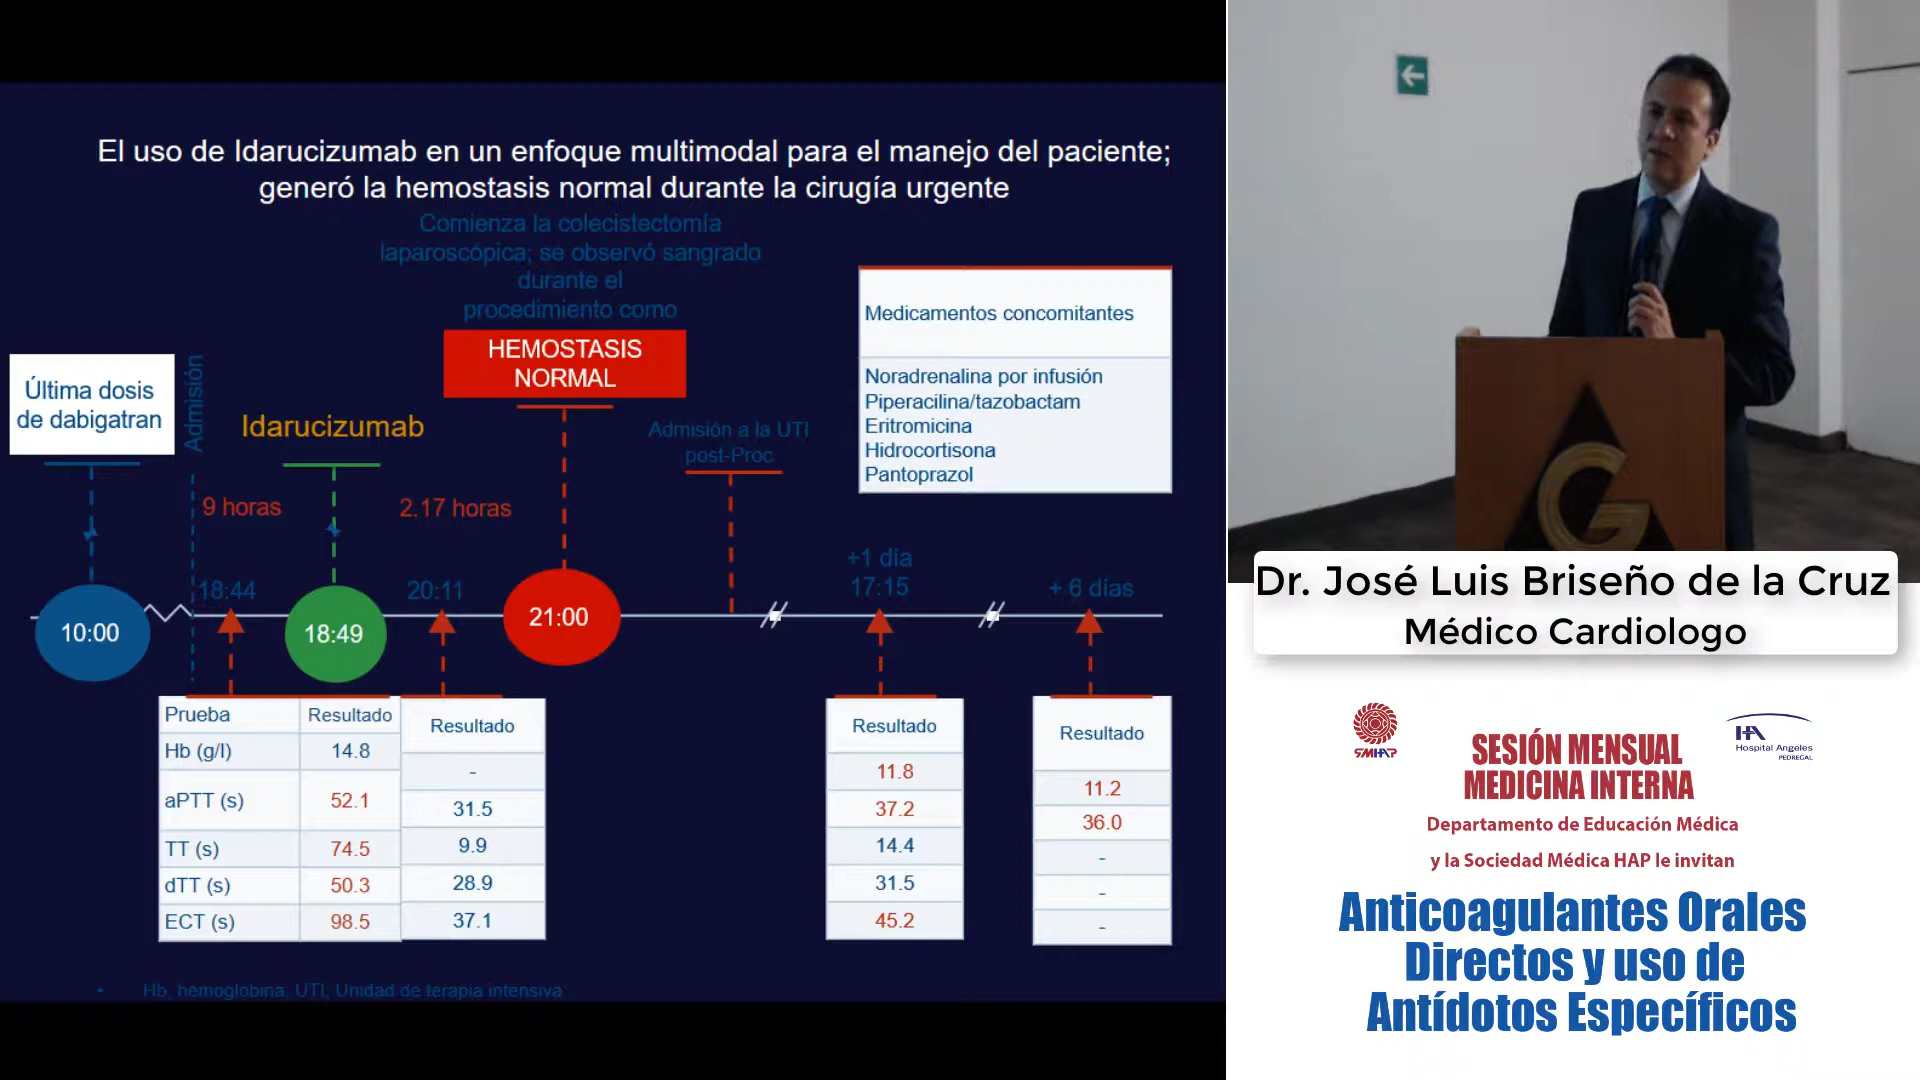 El uso de Idarucizumab en un enfoque multimodal para el manejo del paciente;
generó la hemostasis normal durante la cirugía urgente
Comienza la colecistectomía
laparoscópica; se observó sangrado
durante el
procedimiento como
HEMOSTASIS
NORMAL
Última dosis
de dabigatran
Admisión
Idarucizumab
Admisión a la UTI
post-Proc
9 horas
2.17 horas
Medicamentos concomitantes
Noradrenalina por infusión
Piperacilina/tazobactam
Eritromicina
Hidrocortisona
Pantoprazol
10:00
18:44
18:49
20:11
21:00
+1 día
17:15
+ 6 días
Prueba Resultado
Hb (g/l) 14.8
aPTT (s) 52.1
TT (s) 74.5
dTT (s) 50.3
ECT (s) 98.5
Resultado
-
31.5
9.9
28.9
37.1
Resultado
11.8
37.2
14.4
31.5
45.2
Resultado
11.2
36.0
-
-
-
• Hb, hemoglobina; UTI, Unidad de terapia intensiva
G
Dr. José Luis Briseño de la Cruz
Médico Cardiologo
SMHAP
HA
Hospital Angeles
PEDREGAL
SESIÓN MENSUAL
MEDICINA INTERNA
Departamento de Educación Médica
y la Sociedad Médica HAP le invitan
Anticoagulantes Orales
Directos y uso de
Antídotos Específicos